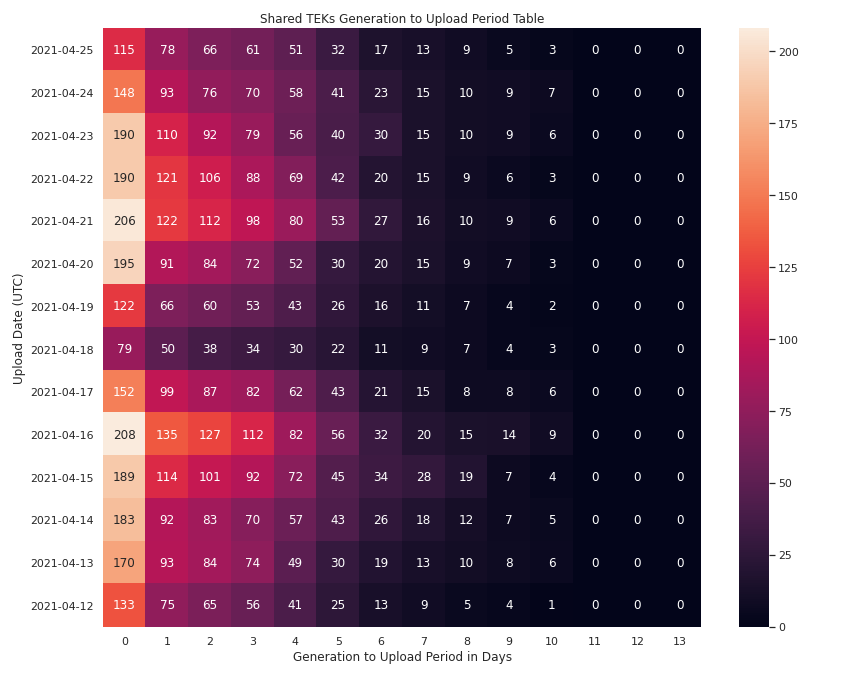 Shared TEKs Generation to Upload Period Table
2021-04-25 115 78 66 61 51 32 17 13 9 5 3 0 0 0
2021-04-24 148 93 76 70 58 41 23 15 10 9 7 0 0 0
2021-04-23 190 110 92 79 56 40 30 15 10 9 6 0 0 0
2021-04-22 190 121 106 88 69 42 20 15 9 6 3 0 0 0
2021-04-21 206 122 112 98 80 53 27 16 10 9 6 0 0 0
2021-04-20 195 91 84 72 52 30 20 15 9 7 3 0 0 0
2021-04-19 122 66 60 53 43 26 16 11 7 4 2 0 0 0
2021-04-18 79 50 38 34 30 22 11 9 7 4 3 0 0 0
2021-04-17 152 99 87 82 62 43 21 15 8 8 6 0 0 0
2021-04-16 208 135 127 112 82 56 32 20 15 14 9 0 0 0
2021-04-15 189 114 101 92 72 45 34 28 19 7 4 0 0 0
2021-04-14 183 92 83 70 57 43 26 18 12 7 5 0 0 0
2021-04-13 170 93 84 74 49 30 19 13 10 8 6 0 0 0
2021-04-12 133 75 65 56 41 25 13 9 5 4 1 0 0 0
0 1 2 3 4 5 6 7 8 9 10 11 12 13
Generation to Upload Period in Days
Upload Date (UTC)
200
175
150
125
100
75
50
25
0